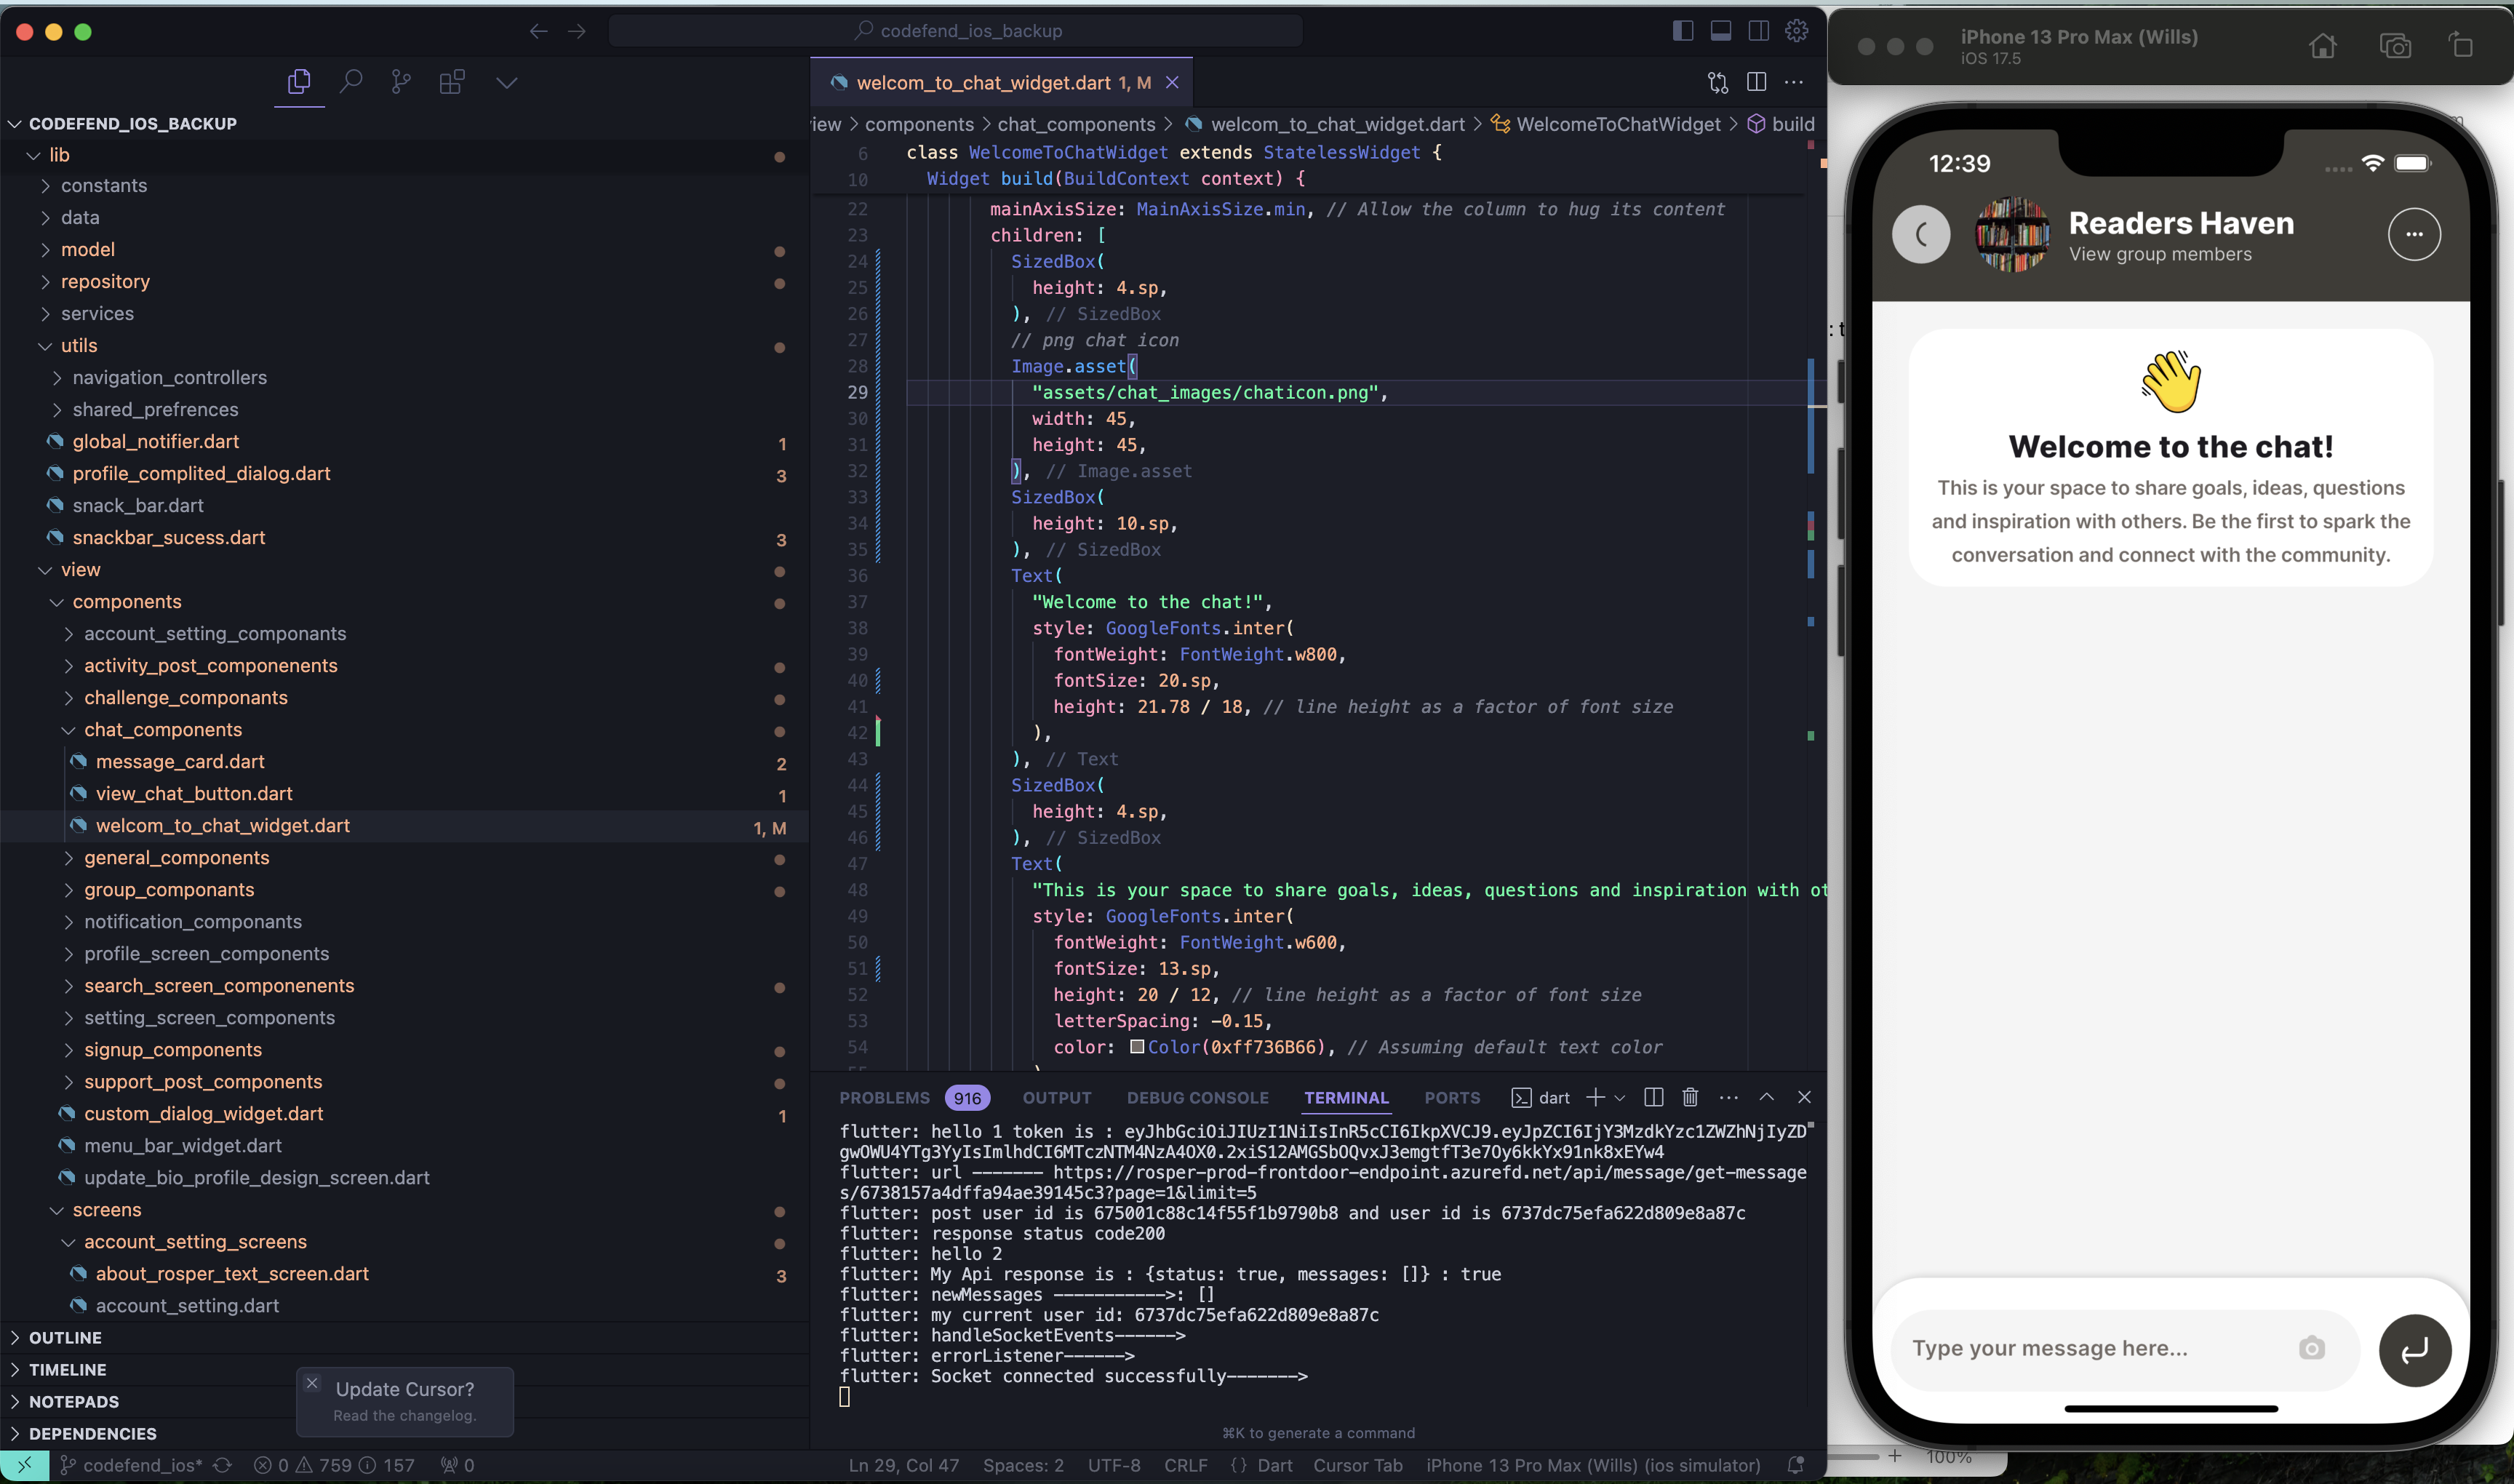 codefend_ios_backup
CODEFEND_IOS_BACKUP
lib
constants
data
model
repository
services
utils
navigation_controllers
shared_prefrences
global_notifier.dart 1
profile_complited_dialog.dart 3
snack_bar.dart
snackbar_sucess.dart 3
view
components
account_setting_componants
activity_post_componenents
challenge_componants
chat_components
message_card.dart 2
view_chat_button.dart 1
welcom_to_chat_widget.dart 1, M
general_components
group_componants
notification_componants
profile_screen_components
search_screen_componenents
setting_screen_components
signup_components
support_post_components
custom_dialog_widget.dart 1
menu_bar_widget.dart
update_bio_profile_design_screen.dart
screens
account_setting_screens
about_rosper_text_screen.dart 3
account_setting.dart
OUTLINE
TIMELINE
NOTEPADS
DEPENDENCIES
Update Cursor?
Read the changelog.
welcom_to_chat_widget.dart 1, M
iew > components > chat_components > welcom_to_chat_widget.dart > WelcomeToChatWidget > build
6 class WelcomeToChatWidget extends StatelessWidget {
10 Widget build(BuildContext context) {
22 mainAxisSize: MainAxisSize.min, // Allow the column to hug its content
23 children: [
24 SizedBox(
25 height: 4.sp,
26 ), // SizedBox
27 // png chat icon
28 Image.asset(
29 "assets/chat_images/chaticon.png",
30 width: 45,
31 height: 45,
32 ), // Image.asset
33 SizedBox(
34 height: 10.sp,
35 ), // SizedBox
36 Text(
37 "Welcome to the chat!",
38 style: GoogleFonts.inter(
39 fontWeight: FontWeight.w800,
40 fontSize: 20.sp,
41 height: 21.78 / 18, // line height as a factor of font size
42 ),
43 ), // Text
44 SizedBox(
45 height: 4.sp,
46 ), // SizedBox
47 Text(
48 "This is your space to share goals, ideas, questions and inspiration with ot
49 style: GoogleFonts.inter(
50 fontWeight: FontWeight.w600,
51 fontSize: 13.sp,
52 height: 20 / 12, // line height as a factor of font size
53 letterSpacing: -0.15,
54 color: Color(0xff736B66), // Assuming default text color
PROBLEMS 916 OUTPUT DEBUG CONSOLE TERMINAL PORTS dart
flutter: hello 1 token is : eyJhbGciOiJIUzI1NiIsInR5cCI6IkpXVCJ9.eyJpZCI6IjY3MzdkYzc1ZWZhNjIyZD
gwOWU4YTg3YyIsImlhdCI6MTczNTM4NzA4OX0.2xiS12AMGSbOQvxJ3emgtfT3e7Oy6kkYx91nk8xEYw4
flutter: url ------- https://rosper-prod-frontdoor-endpoint.azurefd.net/api/message/get-message
s/6738157a4dffa94ae39145c3?page=1&limit=5
flutter: post user id is 675001c88c14f55f1b9790b8 and user id is 6737dc75efa622d809e8a87c
flutter: response status code200
flutter: hello 2
flutter: My Api response is : {status: true, messages: []} : true
flutter: newMessages ----------->: []
flutter: my current user id: 6737dc75efa622d809e8a87c
flutter: handleSocketEvents------>
flutter: errorListener------>
flutter: Socket connected successfully------->
⌘K to generate a command
codefend_ios* 0 759 157 0 Ln 29, Col 47 Spaces: 2 UTF-8 CRLF {} Dart Cursor Tab iPhone 13 Pro Max (Wills) (ios simulator)
iPhone 13 Pro Max (Wills)
iOS 17.5
12:39
Readers Haven
View group members
Welcome to the chat!
This is your space to share goals, ideas, questions
and inspiration with others. Be the first to spark the
conversation and connect with the community.
Type your message here...
100%